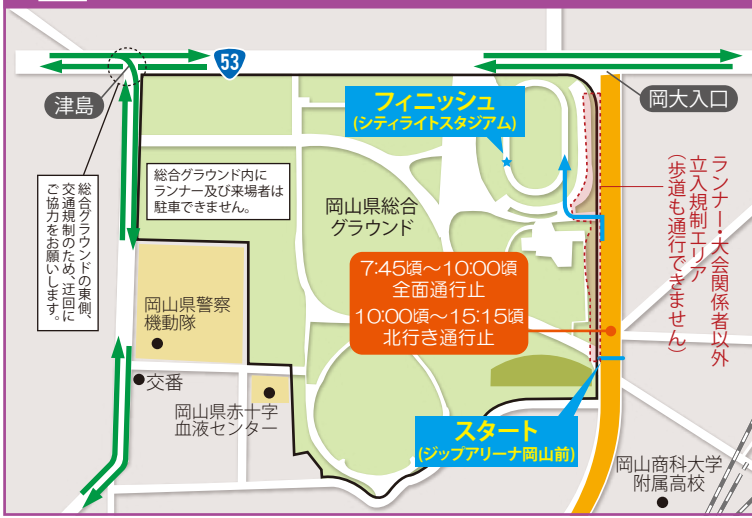 53
津島
フィニッシュ
(シティライトスタジアム)
岡大入口
総合グラウンド内に
ランナー及び来場者は
駐車できません。
総合グラウンドの東側、
交通規制のため、迂回に
ご協力をお願いします。
岡山県総合
グラウンド
ランナー・大会関係者以外
立入規制エリア
(歩道も通行できません)
7:45頃〜10:00頃
全面通行止
10:00頃〜15:15頃
北行き通行止
岡山県警察
機動隊
交番
岡山県赤十字
血液センター
スタート
(ジップアリーナ岡山前)
岡山商科大学
附属高校